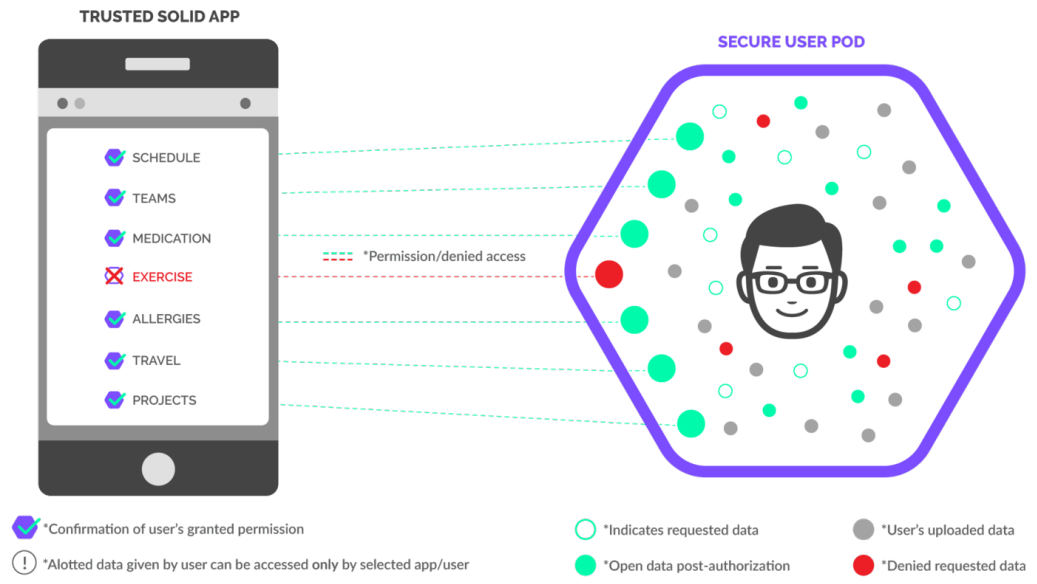 TRUSTED SOLID APP
SECURE USER POD
SCHEDULE
TEAMS
MEDICATION
EXERCISE
ALLERGIES
TRAVEL
PROJECTS
*Permission/denied access
*Confirmation of user's granted permission
*Alotted data given by user can be accessed only by selected app/user
*Indicates requested data
*Open data post-authorization
*User's uploaded data
*Denied requested data